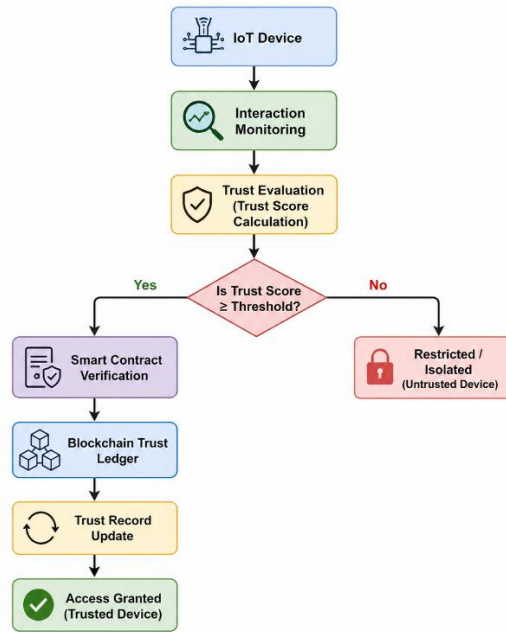 IoT Device
Interaction
Monitoring
Trust Evaluation
(Trust Score
Calculation)
Is Trust Score
≥ Threshold?
Yes
No
Smart Contract
Verification
Restricted /
Isolated
(Untrusted Device)
Blockchain Trust
Ledger
Trust Record
Update
Access Granted
(Trusted Device)